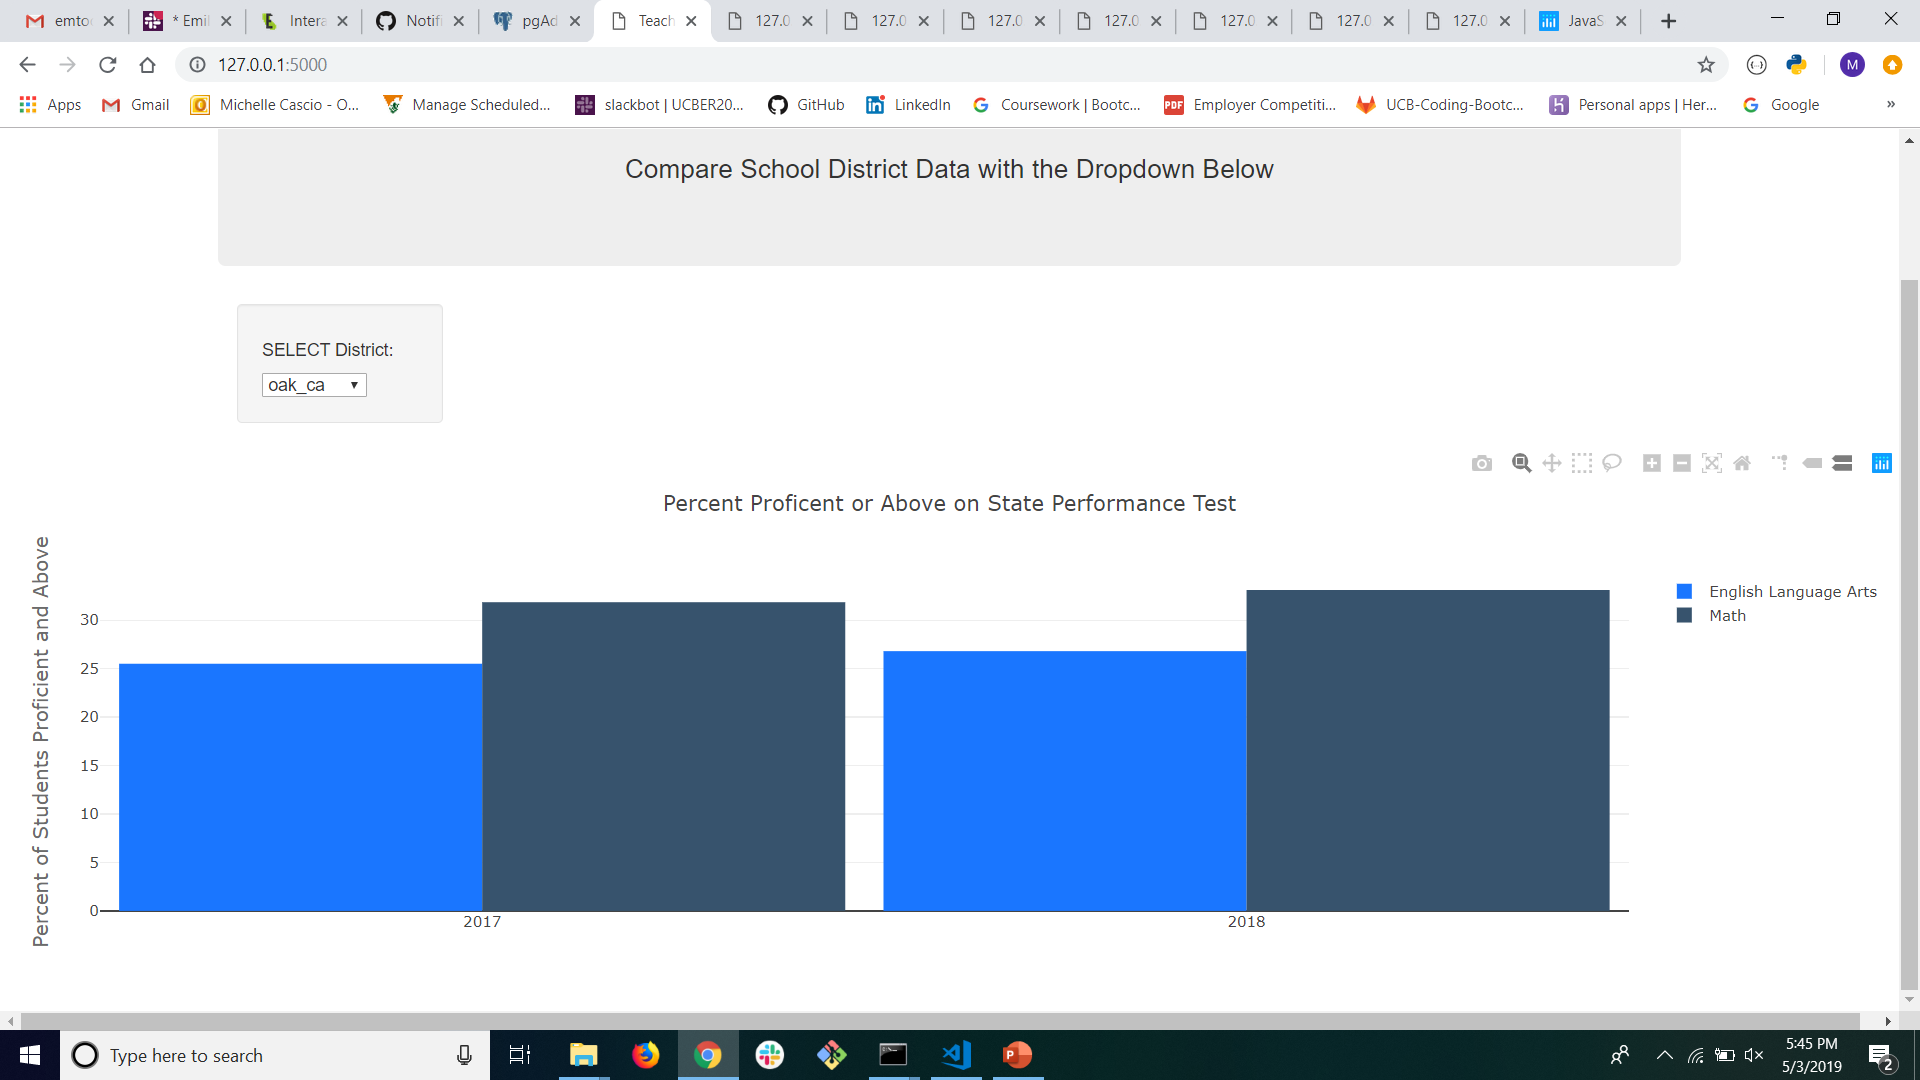 emto
* Emil
Intera
Notifi
pgAd
Teach
127.0
127.0
127.0
127.0
127.0
127.0
127.0
JavaS
127.0.0.1:5000
M
Apps
Gmail
Michelle Cascio - O...
Manage Scheduled...
slackbot | UCBER20...
GitHub
LinkedIn
Coursework | Bootc...
PDF
Employer Competiti...
UCB-Coding-Bootc...
Personal apps | Her...
Google
»
Compare School District Data with the Dropdown Below
SELECT District:
oak_ca
Percent Proficent or Above on State Performance Test
Percent of Students Proficient and Above
30
25
20
15
10
5
0
2017
2018
English Language Arts
Math
Type here to search
5:45 PM
5/3/2019
2